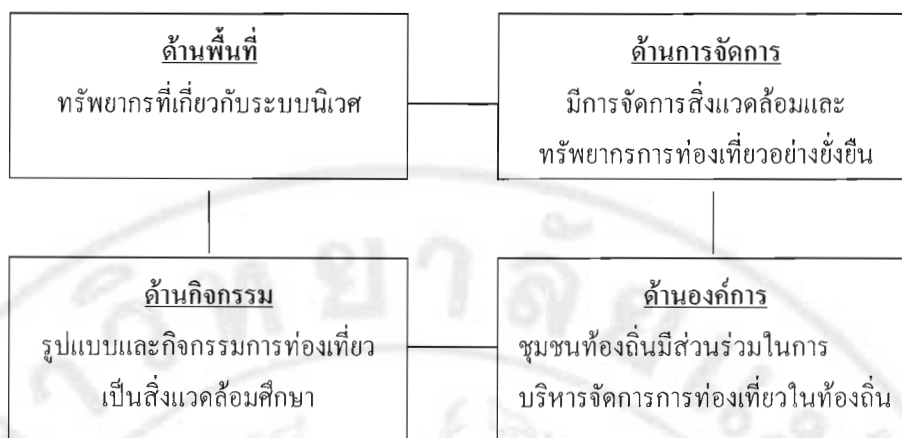 ด้านพื้นที่
ทรัพยากรที่เกี่ยวกับระบบนิเวศ
ด้านการจัดการ
มีการจัดการสิ่งแวดล้อมและ
ทรัพยากรการท่องเที่ยวอย่างยั่งยืน
ด้านกิจกรรม
รูปแบบและกิจกรรมการท่องเที่ยว
เป็นสิ่งแวดล้อมศึกษา
ด้านองค์การ
ชุมชนท้องถิ่นมีส่วนร่วมในการ
บริหารจัดการการท่องเที่ยวในท้องถิ่น